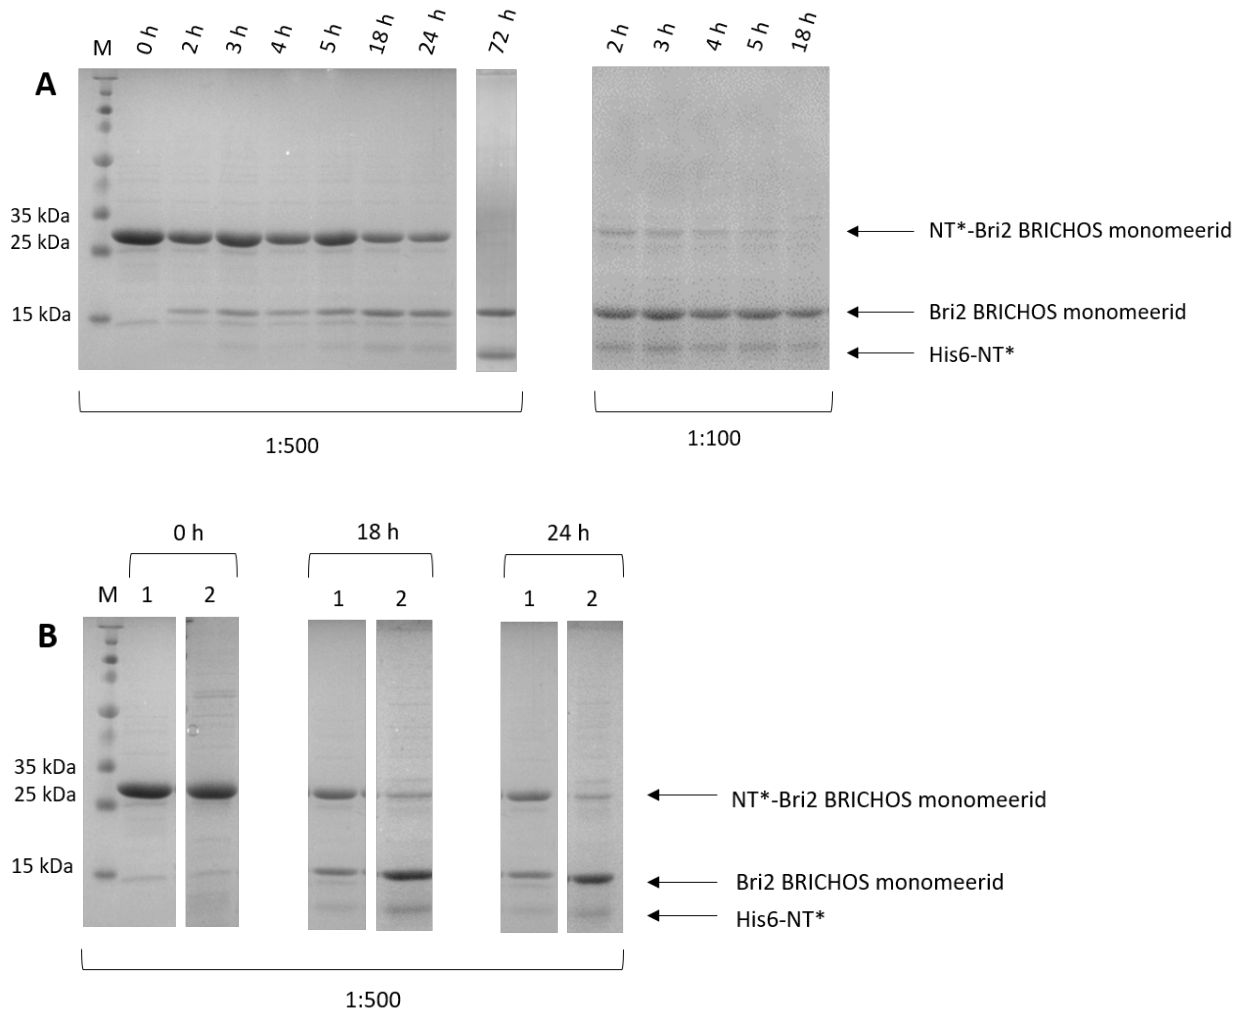 M 0 h 2 h 3 h 4 h 5 h 18 h 24 h 72 h 2 h 3 h 4 h 5 h 18 h
A
35 kDa
25 kDa
15 kDa
NT*-Bri2 BRICHOS monomeerid
Bri2 BRICHOS monomeerid
His6-NT*
1:500 1:100
0 h 18 h 24 h
M 1 2 1 2 1 2
B
35 kDa
25 kDa
15 kDa
NT*-Bri2 BRICHOS monomeerid
Bri2 BRICHOS monomeerid
His6-NT*
1:500